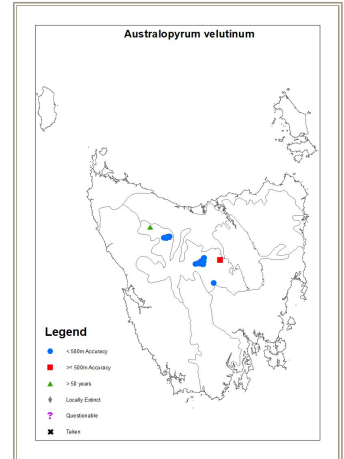 Australopyrum velutinum
Legend
< 500m Accuracy
>= 500m Accuracy
> 50 years
Locally Extinct
Questionable
Taken